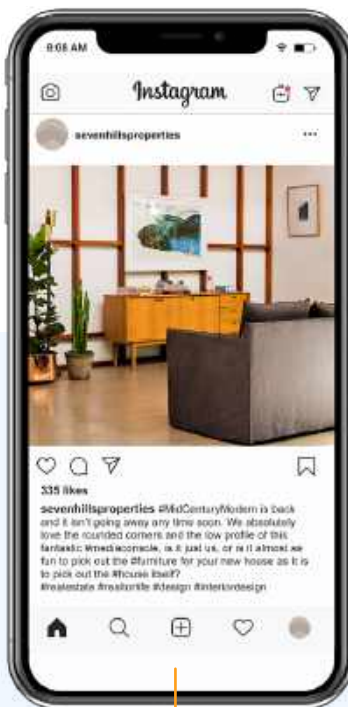 9:08 AM
Instagram
sevenhillsproperties
335 likes
sevenhillsproperties #MidCenturyModern is back
and it isn't going away any time soon. We absolutely
love the rounded corners and the low profile of this
fantastic #mediaconsole, is it just us, or is it almost as
fun to pick out the #furniture for your new house as it is
to pick out the #house itself?
#realestate #realtorlife #design #interiordesign